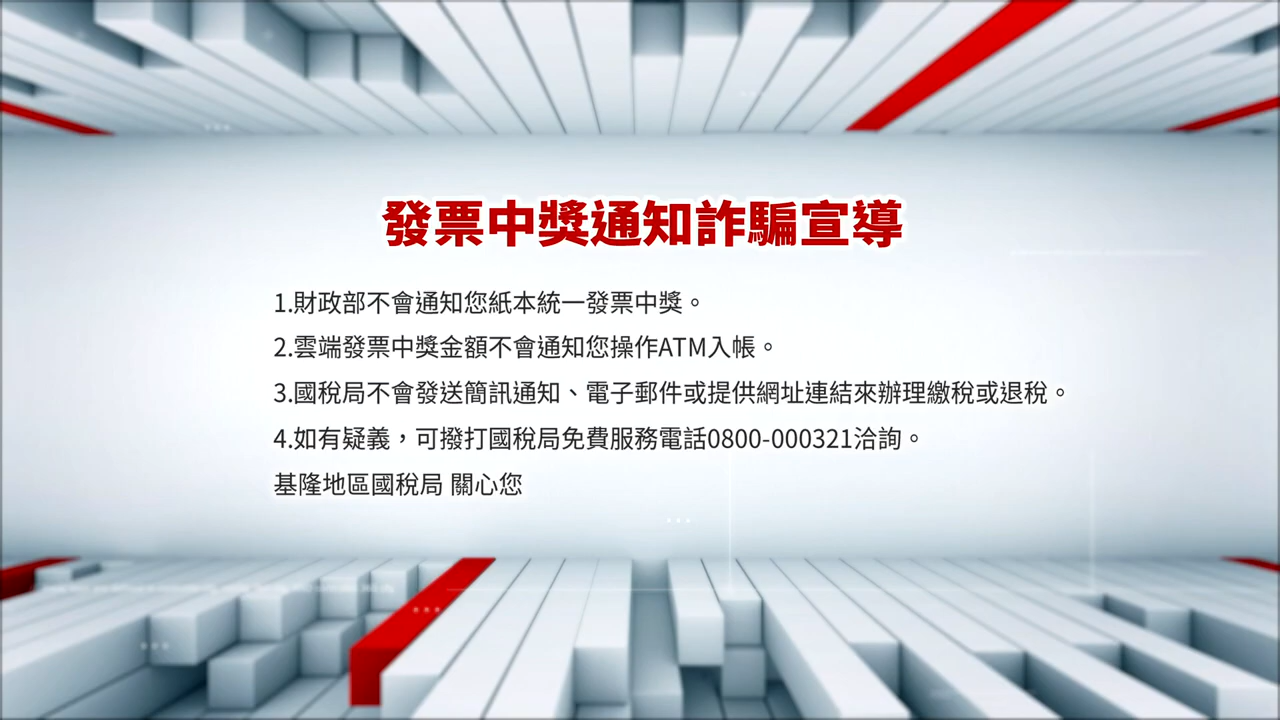 發票中獎通知詐騙宣導
1.財政部不會通知您紙本統一發票中獎。
2.雲端發票中獎金額不會通知您操作ATM入帳。
3.國稅局不會發送簡訊通知、電子郵件或提供網址連結來辦理繳稅或退稅。
4.如有疑義，可撥打國稅局免費服務電話0800-000321洽詢。
基隆地區國稅局 關心您